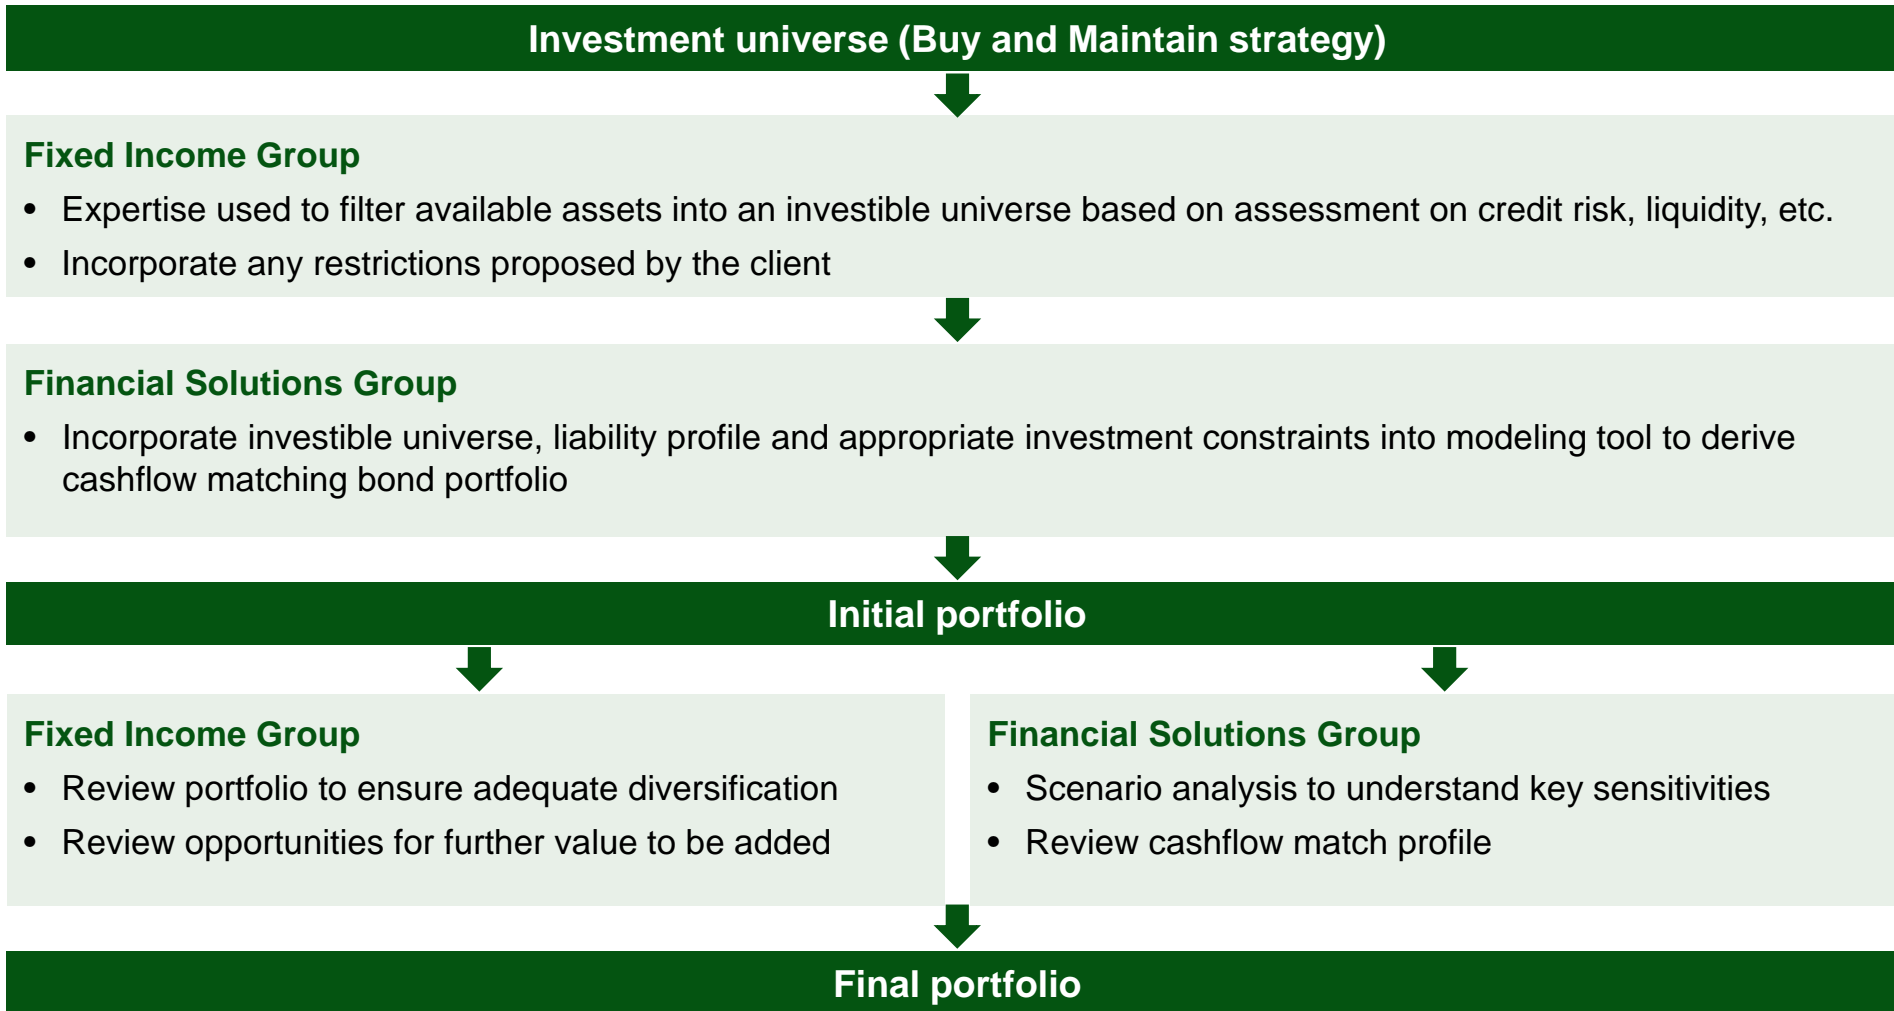 Investment universe (Buy and Maintain strategy)
Fixed Income Group
• Expertise used to filter available assets into an investible universe based on assessment on credit risk, liquidity, etc.
• Incorporate any restrictions proposed by the client
Financial Solutions Group
• Incorporate investible universe, liability profile and appropriate investment constraints into modeling tool to derive
cashflow matching bond portfolio
Initial portfolio
Fixed Income Group
• Review portfolio to ensure adequate diversification
• Review opportunities for further value to be added
Financial Solutions Group
• Scenario analysis to understand key sensitivities
• Review cashflow match profile
Final portfolio